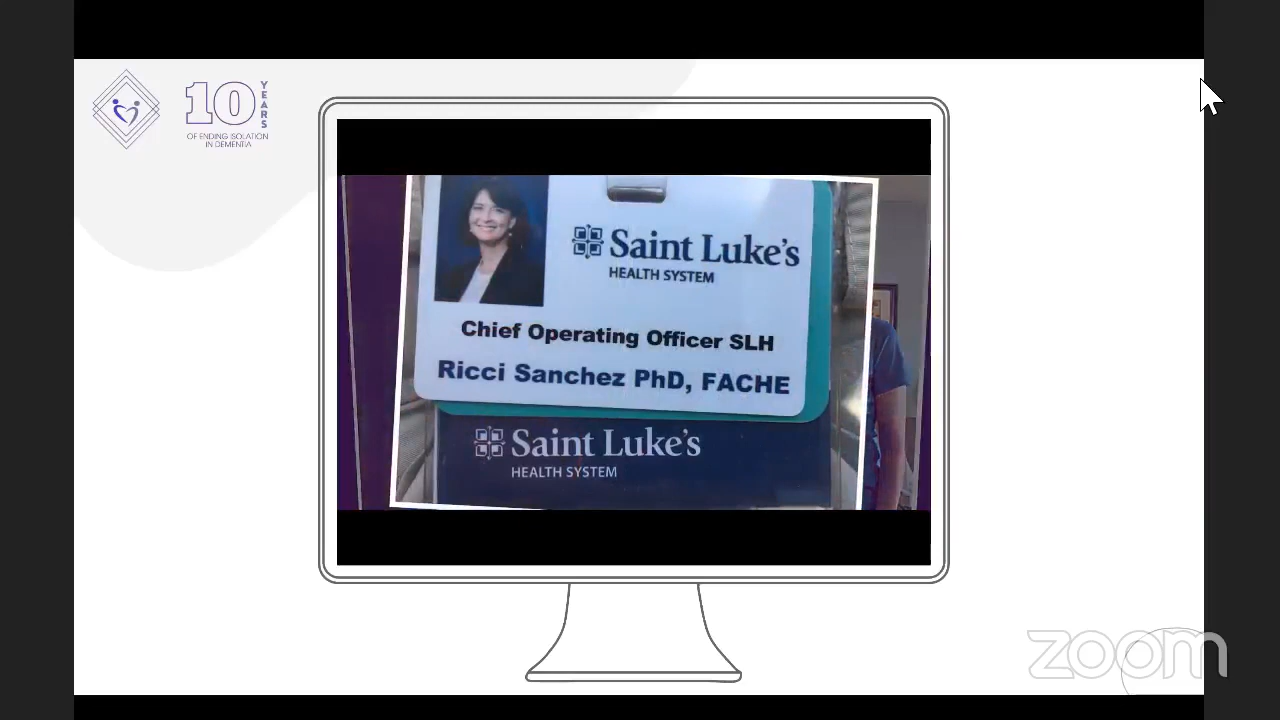 10 YEARS
OF ENDING ISOLATION
IN DEMENTIA
Saint Luke's
HEALTH SYSTEM
Chief Operating Officer SLH
Ricci Sanchez PhD, FACHE
Saint Luke's
HEALTH SYSTEM
zoom